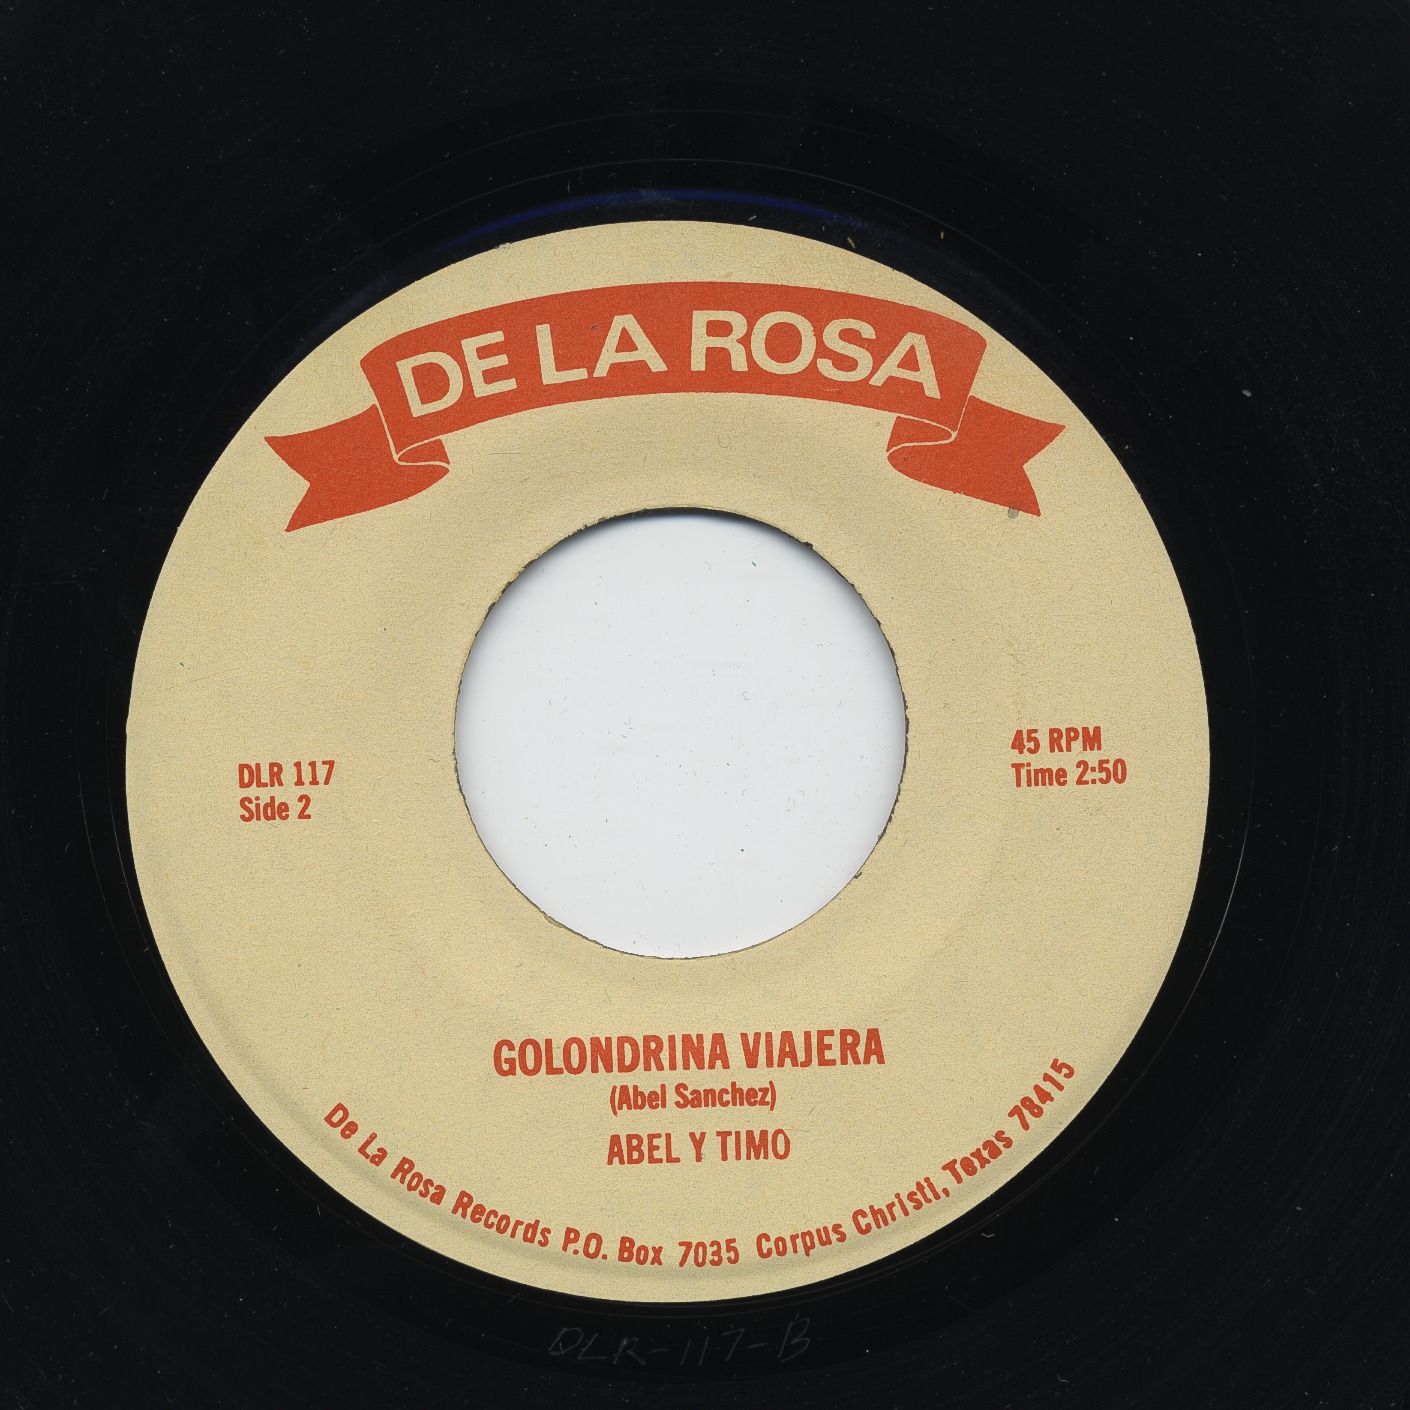 DE LA ROSA
DLR 117
Side 2
45 RPM
Time 2:50
GOLONDRINA VIAJERA
(Abel Sanchez)
ABEL Y TIMO
De La Rosa Records P.O. Box 7035 Corpus Christi, Texas 78415
DLR-117-B